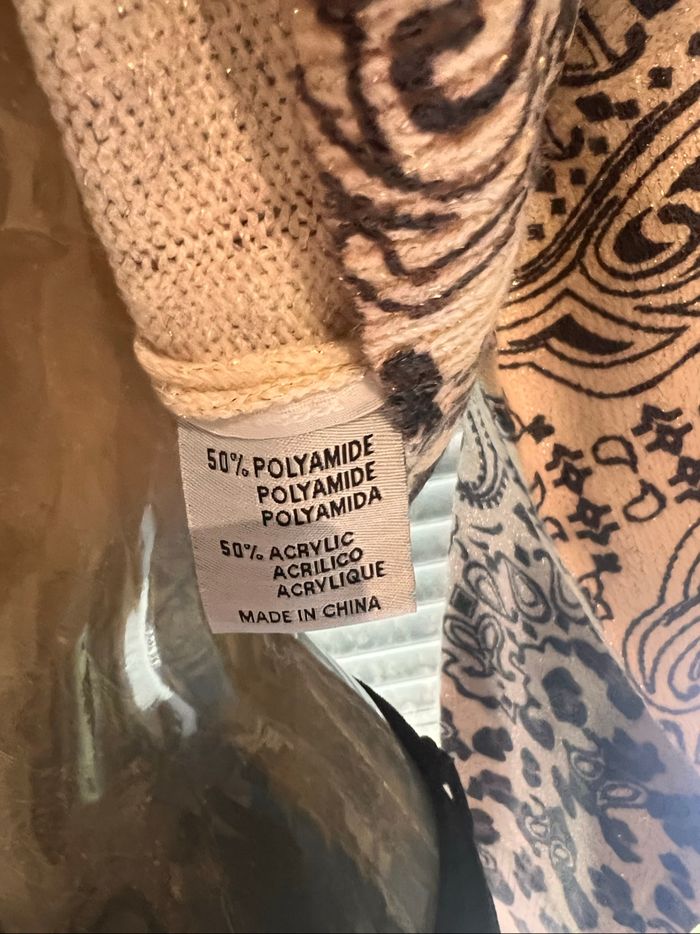 50% POLYAMIDE
POLYAMIDE
POLYAMIDA
50% ACRYLIC
ACRILICO
ACRYLIQUE
MADE IN CHINA